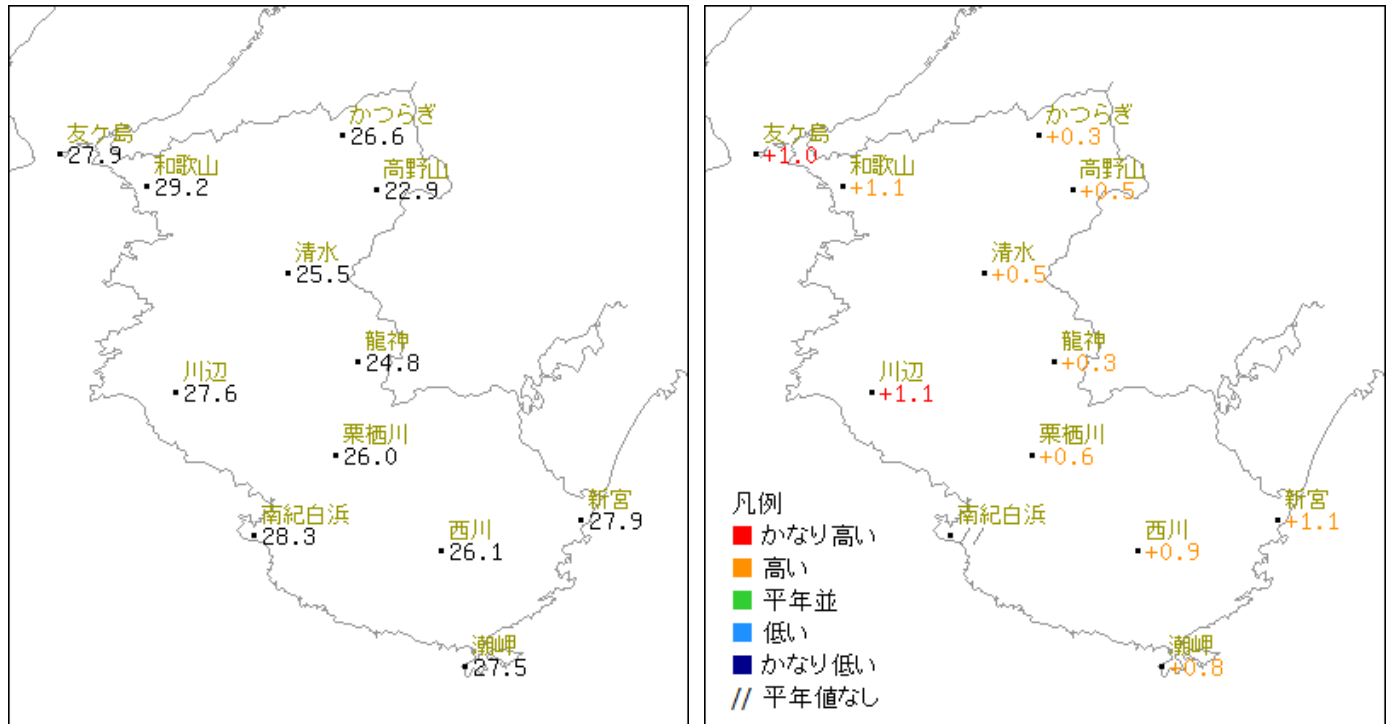 友ケ島
27.9
和歌山
29.2
かつらぎ
26.6
高野山
22.9
清水
25.5
龍神
24.8
川辺
27.6
栗栖川
26.0
南紀白浜
28.3
西川
26.1
新宮
27.9
潮岬
27.5
友ケ島
+1.0
和歌山
+1.1
かつらぎ
+0.3
高野山
+0.5
清水
+0.5
龍神
+0.3
川辺
+1.1
栗栖川
+0.6
南紀白浜
//
西川
+0.9
新宮
+1.1
潮岬
+0.8
凡例
かなり高い
高い
平年並
低い
かなり低い
// 平年値なし